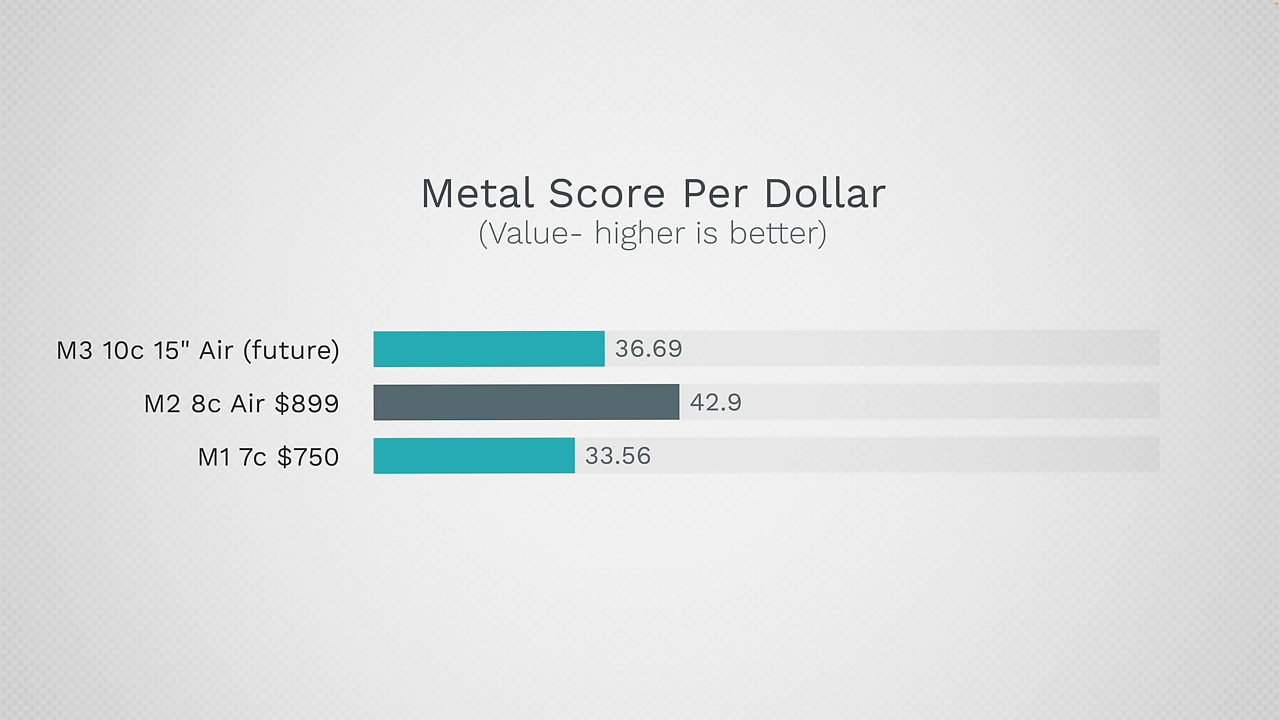 Metal Score Per Dollar
(Value- higher is better)
M3 10c 15" Air (future) 36.69
M2 8c Air $899 42.9
M1 7c $750 33.56